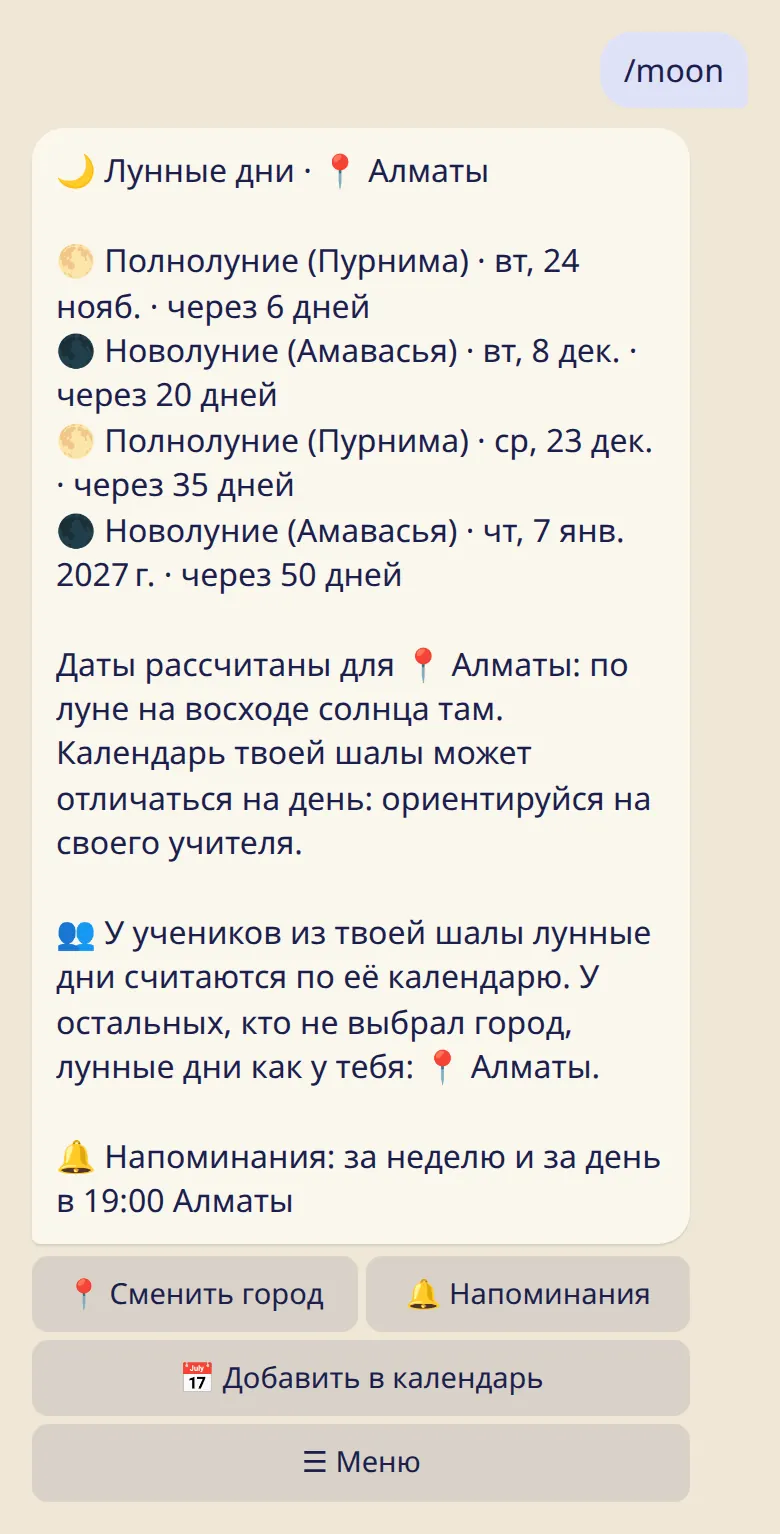 /moon
🌙 Лунные дни · 📍 Алматы
🌕 Полнолуние (Пурнима) · вт, 24
нояб. · через 6 дней
🌑 Новолуние (Амавасья) · вт, 8 дек. ·
через 20 дней
🌕 Полнолуние (Пурнима) · ср, 23 дек.
· через 35 дней
🌑 Новолуние (Амавасья) · чт, 7 янв.
2027 г. · через 50 дней
Даты рассчитаны для 📍 Алматы: по
луне на восходе солнца там.
Календарь твоей шалы может
отличаться на день: ориентируйся на
своего учителя.
👥 У учеников из твоей шалы лунные
дни считаются по её календарю. У
остальных, кто не выбрал город,
лунные дни как у тебя: 📍 Алматы.
🔔 Напоминания: за неделю и за день
в 19:00 Алматы
📍 Сменить город
🔔 Напоминания
📅 Добавить в календарь
☰ Меню